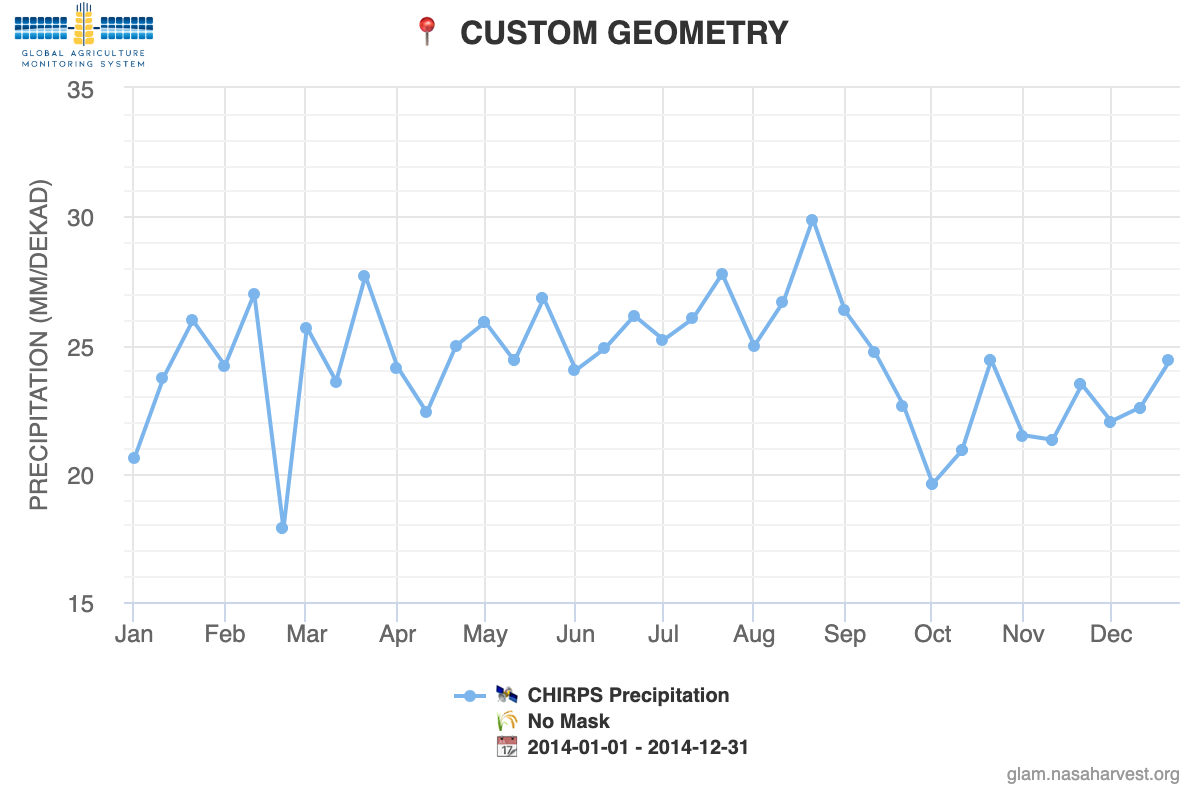 GLOBAL AGRICULTURE
MONITORING SYSTEM
CUSTOM GEOMETRY
PRECIPITATION (MM/DEKAD)
35
30
25
20
15
Jan Feb Mar Apr May Jun Jul Aug Sep Oct Nov Dec
CHIRPS Precipitation
No Mask
17
2014-01-01 - 2014-12-31
glam.nasaharvest.org